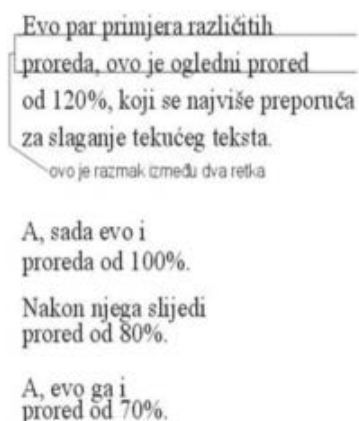 Evo par primjera različitih
proreda, ovo je ogledni prored
od 120%, koji se najviše preporuča
za slaganje tekućeg teksta.
ovo je razmak između dva retka
A, sada evo i
proreda od 100%.
Nakon njega slijedi
prored od 80%.
A, evo ga i
prored od 70%.